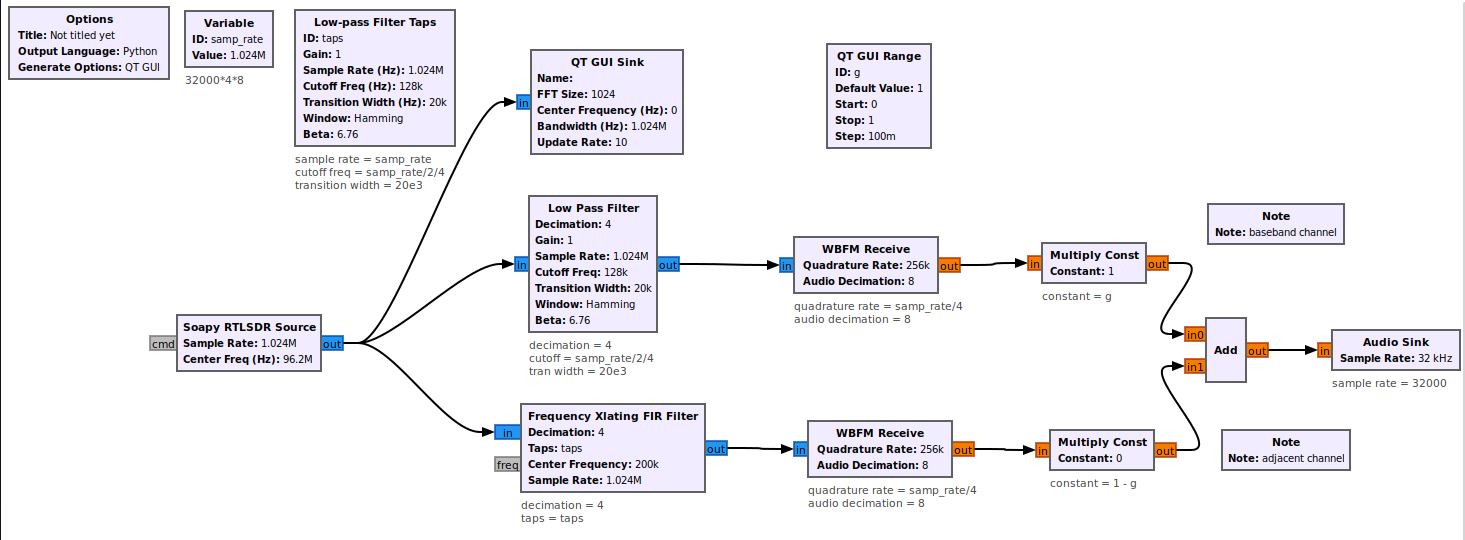 Options
Title: Not titled yet
Output Language: Python
Generate Options: QT GUI
Variable
ID: samp_rate
Value: 1.024M
32000*4*8
Low-pass Filter Taps
ID: taps
Gain: 1
Sample Rate (Hz): 1.024M
Cutoff Freq (Hz): 128k
Transition Width (Hz): 20k
Window: Hamming
Beta: 6.76
sample rate = samp_rate
cutoff freq = samp_rate/2/4
transition width = 20e3
QT GUI Sink
Name:
FFT Size: 1024
Center Frequency (Hz): 0
Bandwidth (Hz): 1.024M
Update Rate: 10
in
QT GUI Range
ID: g
Default Value: 1
Start: 0
Stop: 1
Step: 100m
Low Pass Filter
Decimation: 4
Gain: 1
Sample Rate: 1.024M
Cutoff Freq: 128k
Transition Width: 20k
Window: Hamming
Beta: 6.76
in
out
decimation = 4
cutoff = samp_rate/2/4
tran width = 20e3
WBFM Receive
Quadrature Rate: 256k
Audio Decimation: 8
in
out
quadrature rate = samp_rate/4
audio decimation = 8
Multiply Const
Constant: 1
in
out
constant = g
Note
Note: baseband channel
Soapy RTLSDR Source
Sample Rate: 1.024M
Center Freq (Hz): 96.2M
cmd
out
Add
in0
in1
out
Audio Sink
Sample Rate: 32 kHz
in
sample rate = 32000
Frequency Xlating FIR Filter
Decimation: 4
Taps: taps
Center Frequency: 200k
Sample Rate: 1.024M
in
freq
out
decimation = 4
taps = taps
WBFM Receive
Quadrature Rate: 256k
Audio Decimation: 8
in
out
quadrature rate = samp_rate/4
audio decimation = 8
Multiply Const
Constant: 0
in
out
constant = 1 - g
Note
Note: adjacent channel